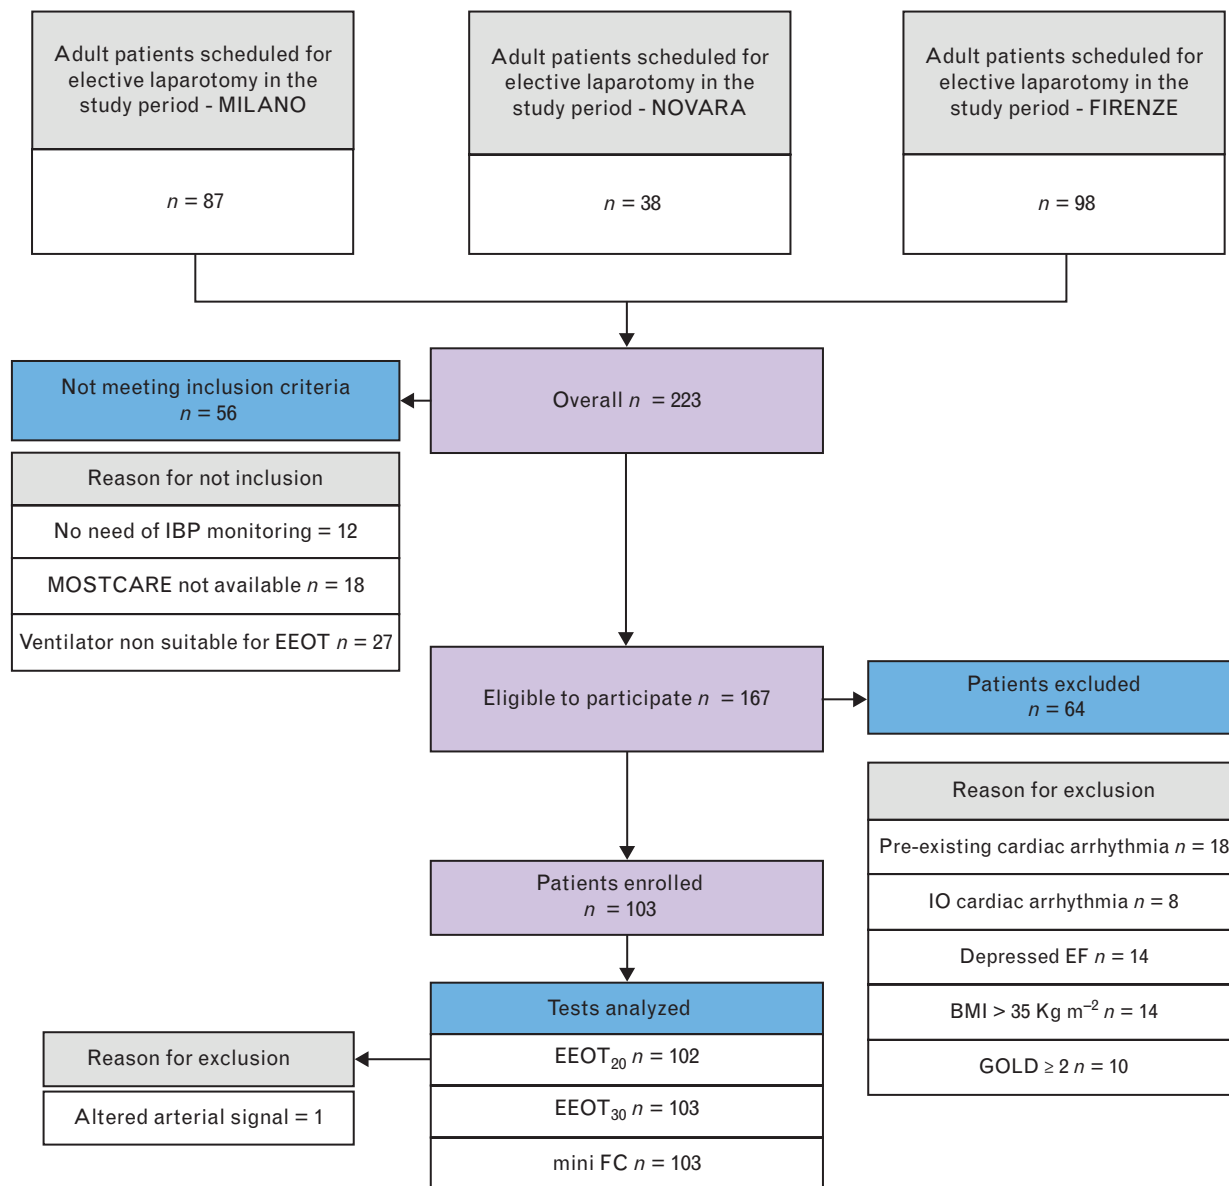 Adult patients scheduled for
elective laparotomy in the
study period - MILANO
n = 87
Adult patients scheduled for
elective laparotomy in the
study period - NOVARA
n = 38
Adult patients scheduled for
elective laparotomy in the
study period - FIRENZE
n = 98
Overall n = 223
Not meeting inclusion criteria
n = 56
Reason for not inclusion
No need of IBP monitoring = 12
MOSTCARE not available n = 18
Ventilator non suitable for EEOT n = 27
Eligible to participate n = 167
Patients excluded
n = 64
Reason for exclusion
Pre-existing cardiac arrhythmia n = 18
IO cardiac arrhythmia n = 8
Depressed EF n = 14
BMI > 35 Kg m⁻² n = 14
GOLD ≥ 2 n = 10
Patients enrolled
n = 103
Tests analyzed
EEOT₂₀ n = 102
EEOT₃₀ n = 103
mini FC n = 103
Reason for exclusion
Altered arterial signal = 1